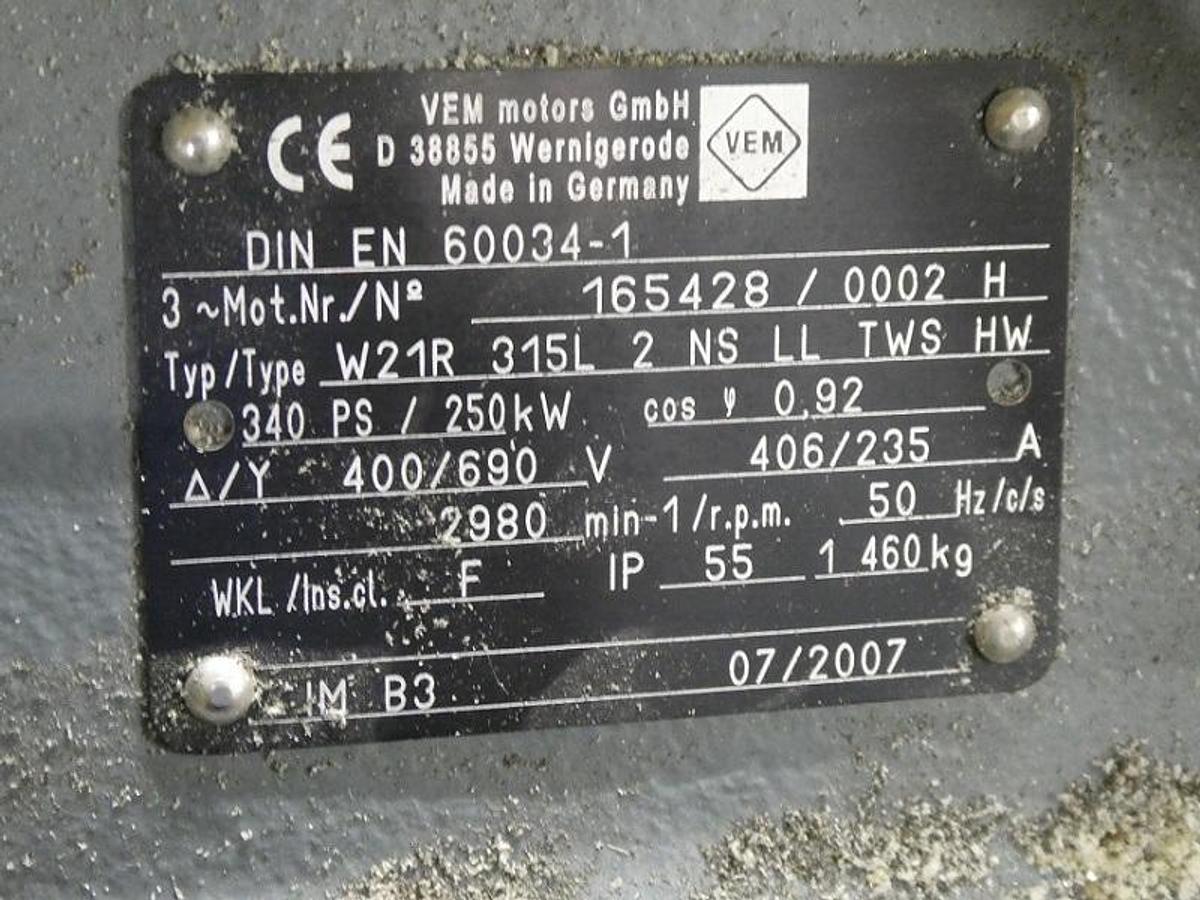 CE
VEM motors GmbH
D 38855 Wernigerode
Made in Germany
VEM
DIN EN 60034-1
3 ~Mot.Nr./Nº 165428 / 0002 H
Typ/Type W21R 315L 2 NS LL TWS HW
340 PS / 250kW cos φ 0,92
Δ/Y 400/690 V 406/235 A
2980 min-1/r.p.m. 50 Hz/c/s
WKL /Ins.cl. F IP 55 1 460kg
IM B3 07/2007